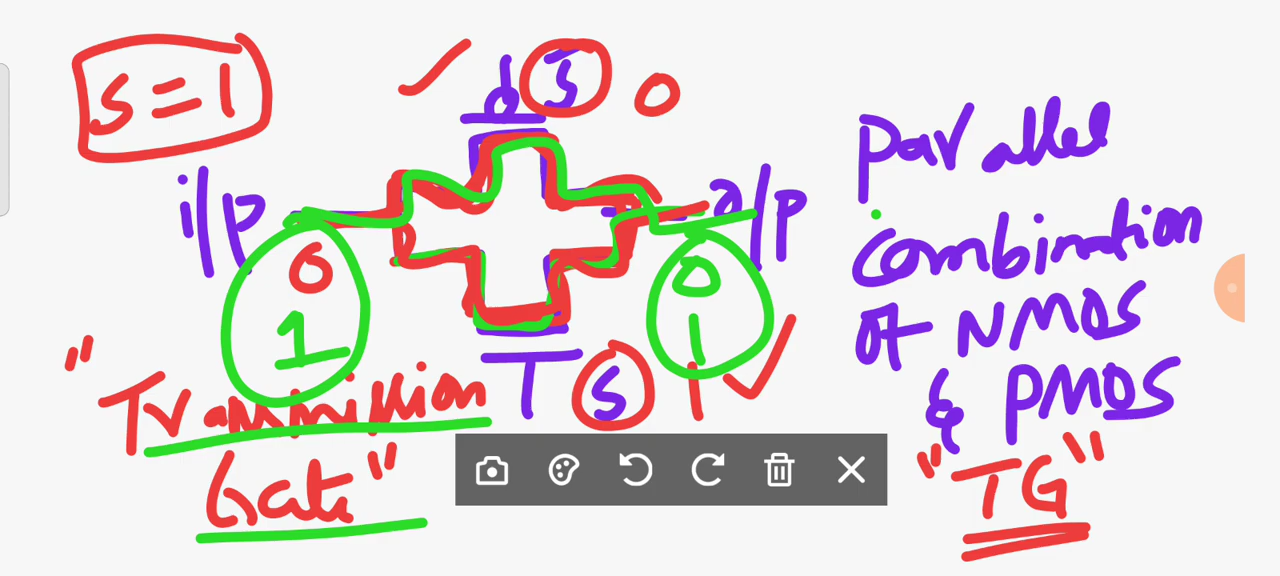 S = 1
S̅ 0
i/p
o/p
0
0
1
1
S 1
"Transmission
Gate"
Parallel
Combination
of NMOS
& PMOS
"TG"